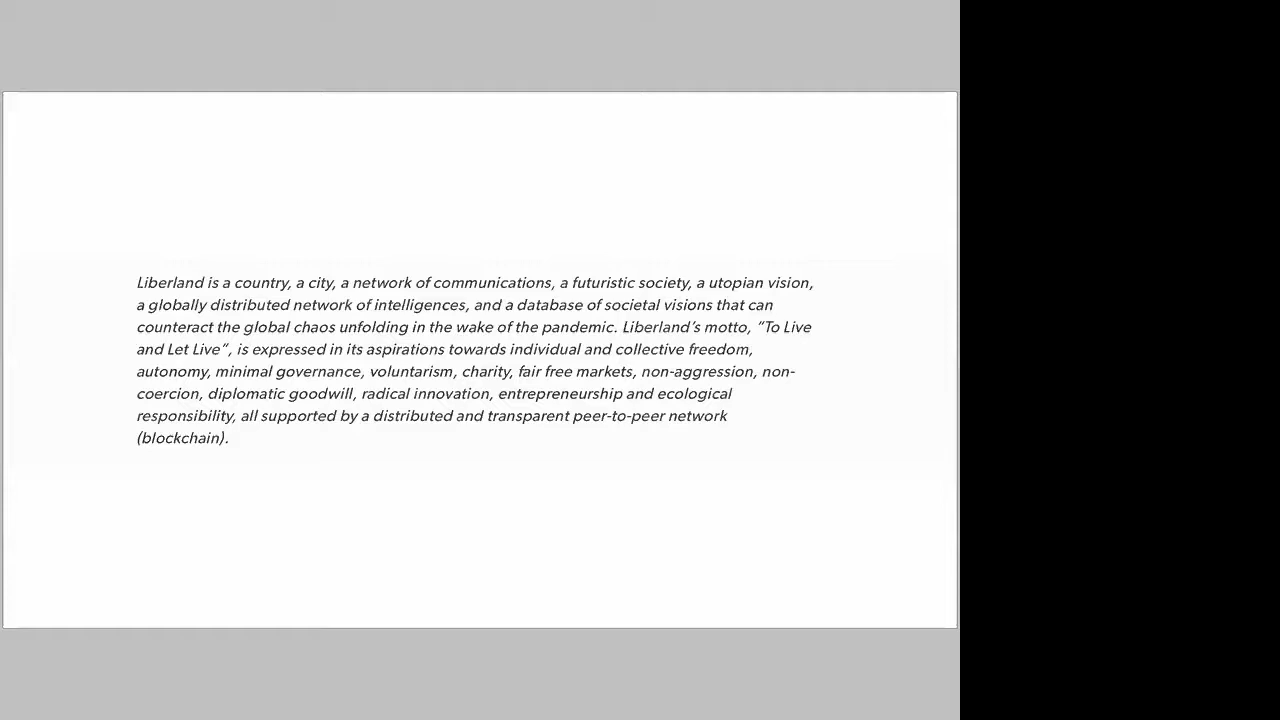 Liberland is a country, a city, a network of communications, a futuristic society, a utopian vision,
a globally distributed network of intelligences, and a database of societal visions that can
counteract the global chaos unfolding in the wake of the pandemic. Liberland’s motto, “To Live
and Let Live”, is expressed in its aspirations towards individual and collective freedom,
autonomy, minimal governance, voluntarism, charity, fair free markets, non-aggression, non-
coercion, diplomatic goodwill, radical innovation, entrepreneurship and ecological
responsibility, all supported by a distributed and transparent peer-to-peer network
(blockchain).